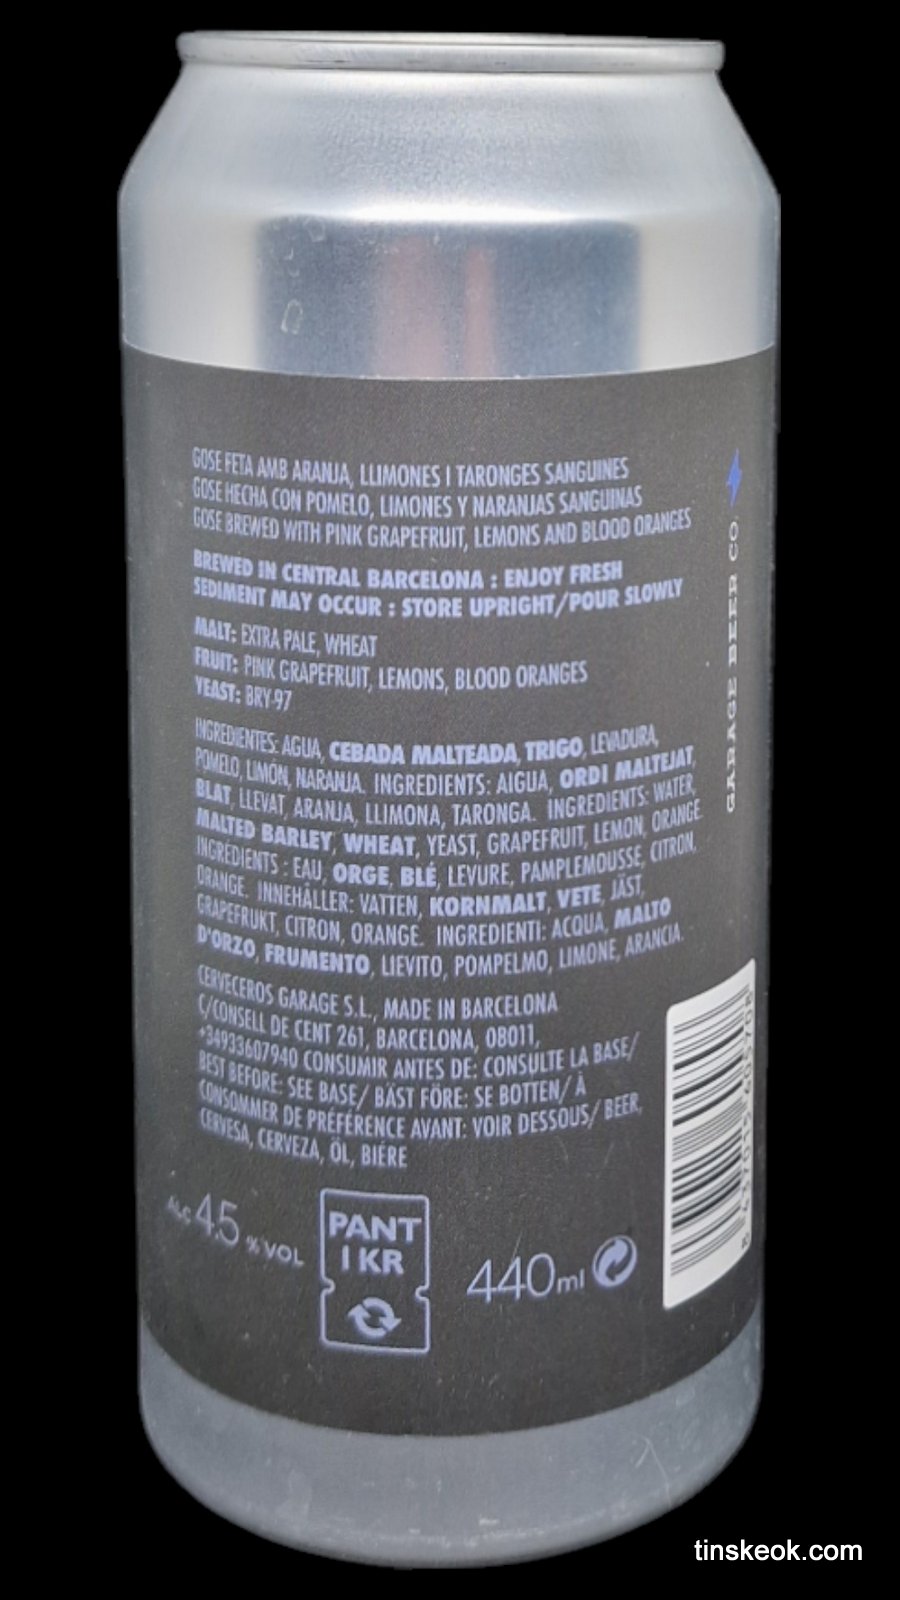 GOSE FETA AMB ARANJA, LLIMONES I TARONGES SANGUINES
GOSE HECHA CON POMELO, LIMONES Y NARANJAS SANGUINAS
GOSE BREWED WITH PINK GRAPEFRUIT, LEMONS AND BLOOD ORANGES
BREWED IN CENTRAL BARCELONA : ENJOY FRESH
SEDIMENT MAY OCCUR : STORE UPRIGHT/POUR SLOWLY
MALT: EXTRA PALE, WHEAT
FRUIT: PINK GRAPEFRUIT, LEMONS, BLOOD ORANGES
YEAST: BRY-97
INGREDIENTES: AGUA, CEBADA MALTEADA, TRIGO, LEVADURA,
POMELO, LIMÓN, NARANJA. INGREDIENTS: AIGUA, ORDI MALTEJAT,
BLAT, LLEVAT, ARANJA, LLIMONA, TARONGA. INGREDIENTS: WATER,
MALTED BARLEY, WHEAT, YEAST, GRAPEFRUIT, LEMON, ORANGE.
INGRÉDIENTS : EAU, ORGE, BLÉ, LEVURE, PAMPLEMOUSSE, CITRON,
ORANGE. INNEHÅLLER: VATTEN, KORNMALT, VETE, JÄST,
GRAPEFRUKT, CITRON, ORANGE. INGREDIENTI: ACQUA, MALTO
D'ORZO, FRUMENTO, LIEVITO, POMPELMO, LIMONE, ARANCIA.
CERVECEROS GARAGE S.L., MADE IN BARCELONA
C/CONSELL DE CENT 261, BARCELONA, 08011,
+34933607940 CONSUMIR ANTES DE: CONSULTE LA BASE/
BEST BEFORE: SEE BASE/ BÄST FÖRE: SE BOTTEN/ À
CONSOMMER DE PRÉFÉRENCE AVANT: VOIR DESSOUS/ BEER,
CERVESA, CERVEZA, ÖL, BIÈRE
ALC 4.5 % VOL
PANT
1 KR
440ml
GARAGE BEER CO.
tinskeok.com